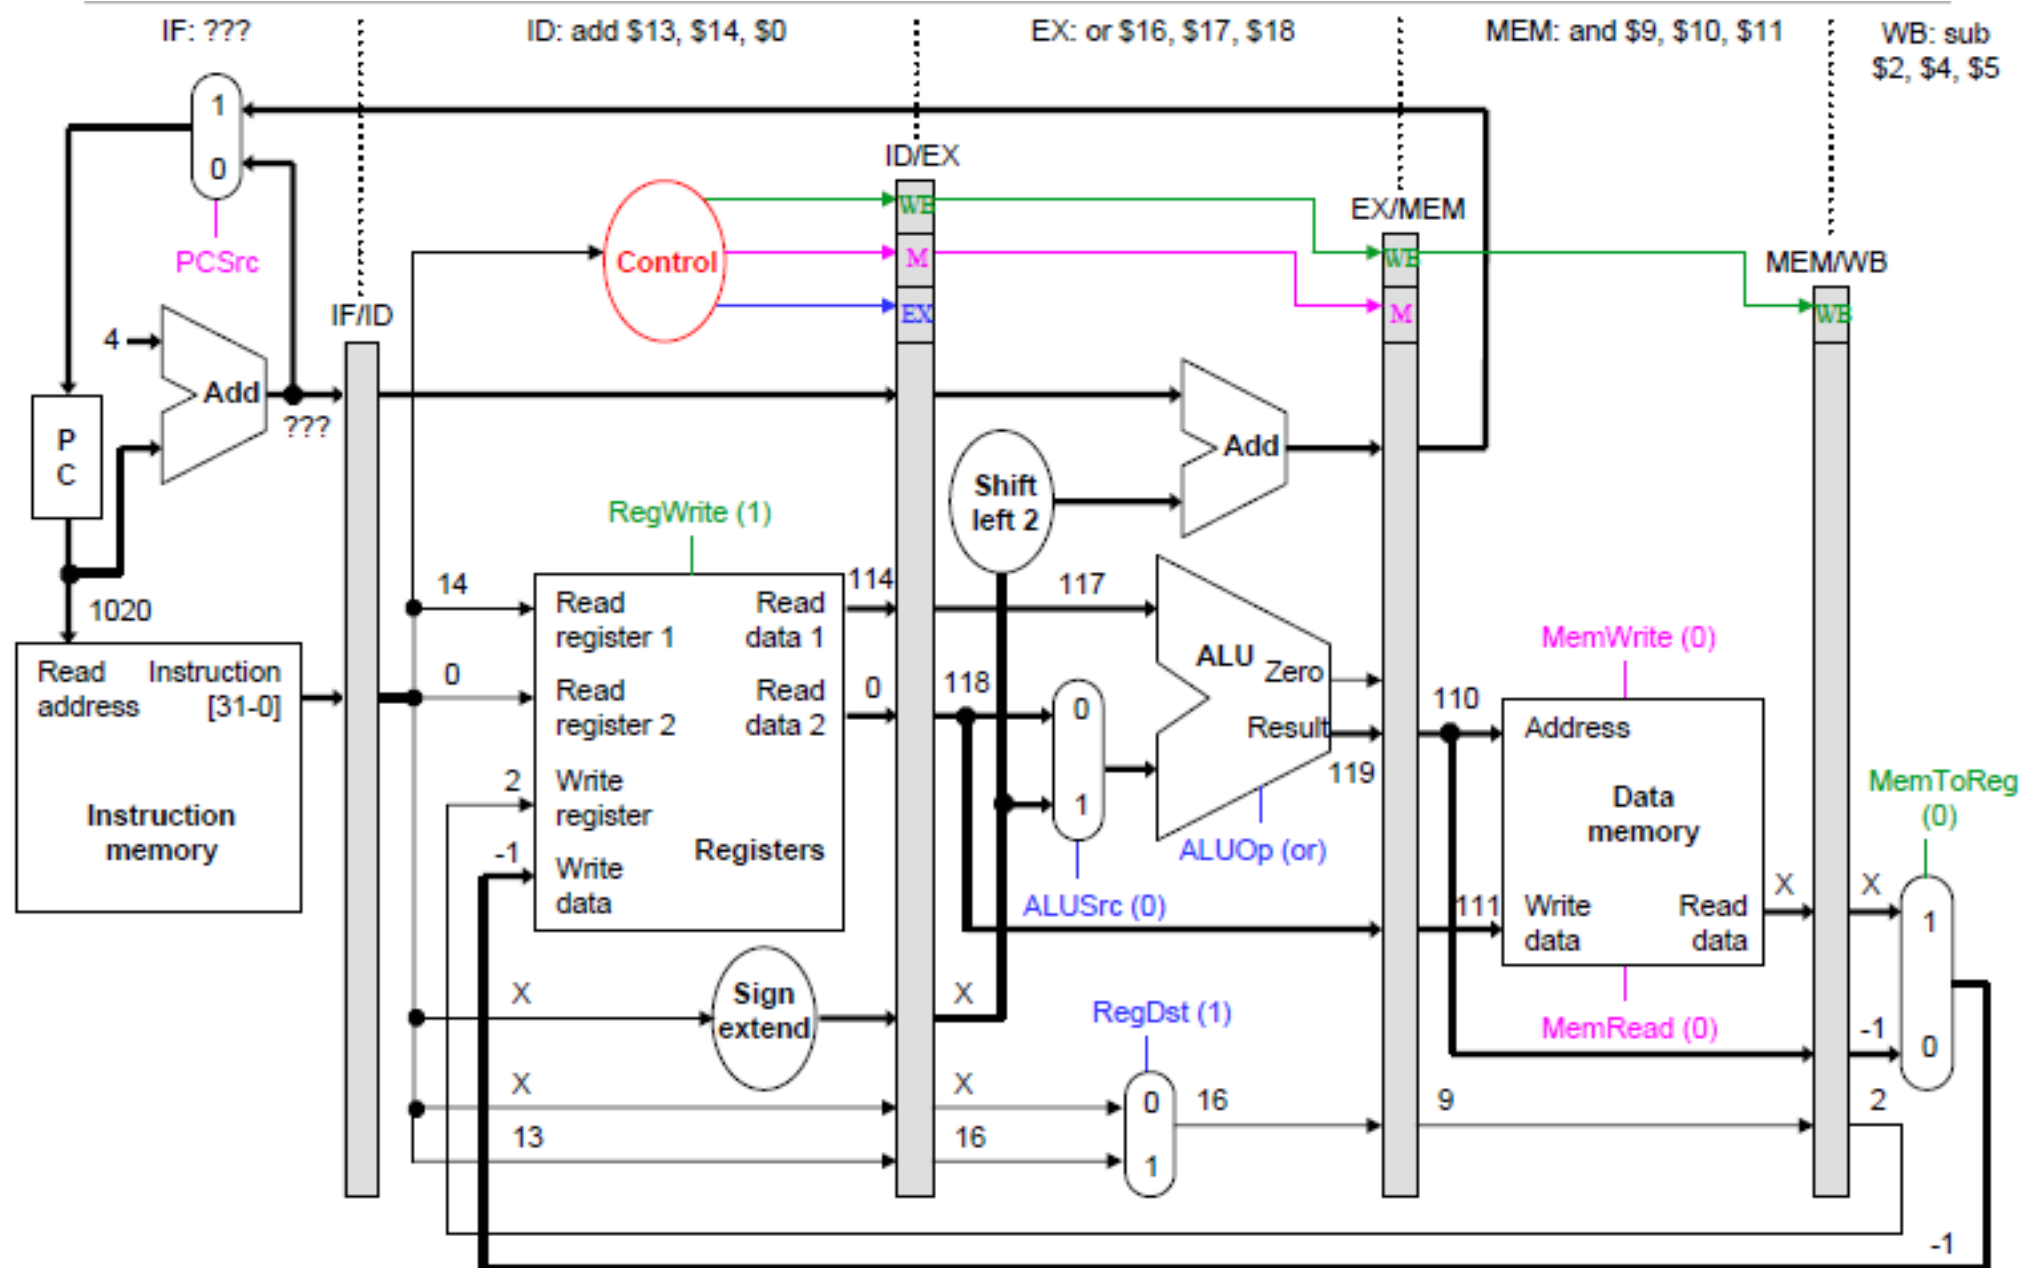 IF: ???
ID: add $13, $14, $0
EX: or $16, $17, $18
MEM: and $9, $10, $11
WB: sub
$2, $4, $5
1
0
PCSrc
4
Add
???
P
C
1020
Read
address
Instruction
[31-0]
Instruction
memory
IF/ID
Control
ID/EX
WB
M
EX
EX/MEM
WB
M
MEM/WB
WB
RegWrite (1)
14
0
2
-1
Read
register 1
Read
data 1
Read
register 2
Read
data 2
Write
register
Write
data
Registers
114
0
X
Sign
extend
X
13
Shift
left 2
Add
117
118
0
1
ALUSrc (0)
ALU
Zero
Result
119
ALUOp (or)
X
X
16
RegDst (1)
0
1
16
110
111
9
MemWrite (0)
Address
Data
memory
Write
data
Read
data
MemRead (0)
X
X
-1
2
MemToReg
(0)
1
0
-1